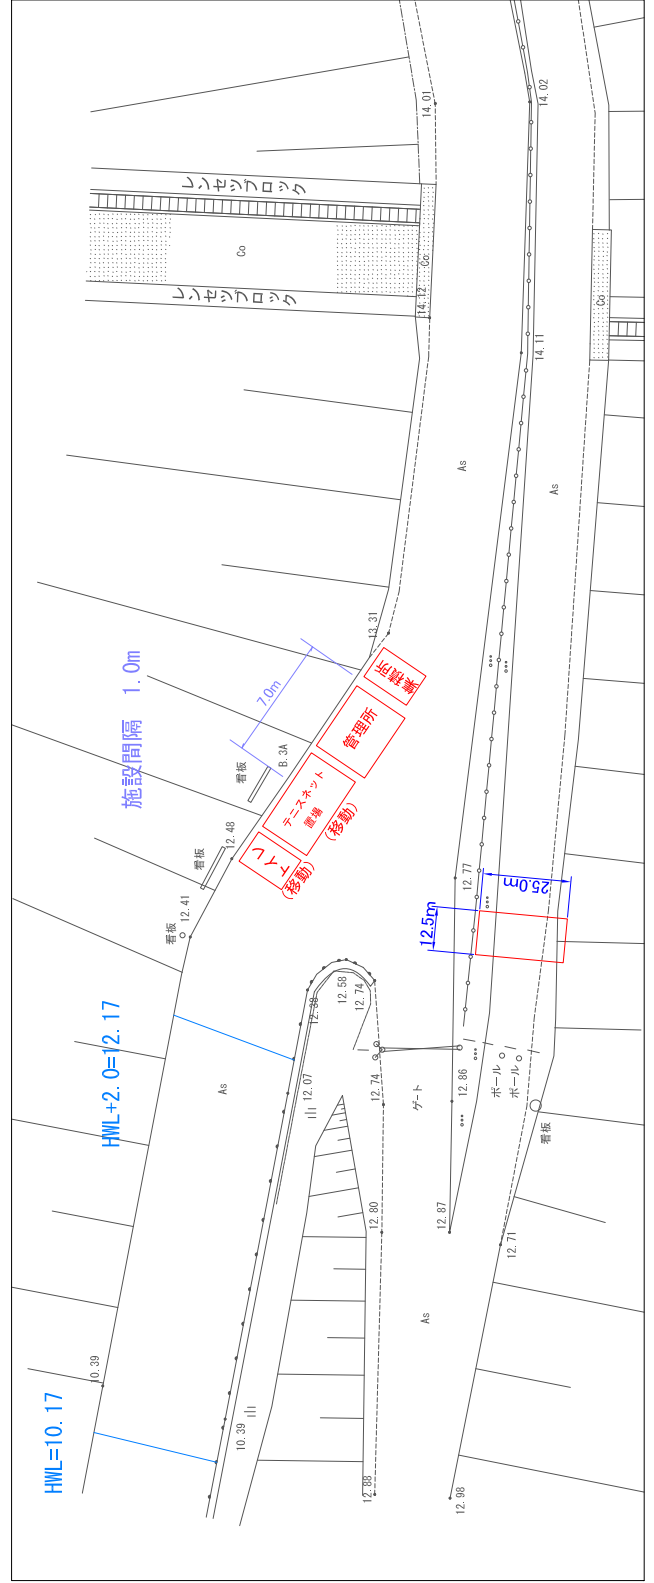 14.01
14.02
レンセツブロック
Co
レンセツブロック
14.12
Co
Co
14.11
As
As
13.31
施設間隔 1.0m
7.0m
集積所
管理所
B.3A
看板
テニスネット
置場
(移動)
トイレ
(移動)
看板
12.48
看板
12.41
12.77
12.5m
25.0m
HWL+2.0=12.17
12.38
12.58
12.74
As
12.07
12.74
ゲート
12.86
ポール
ポール
看板
12.80
12.87
12.71
As
10.39
HWL=10.17
10.39
12.88
12.98